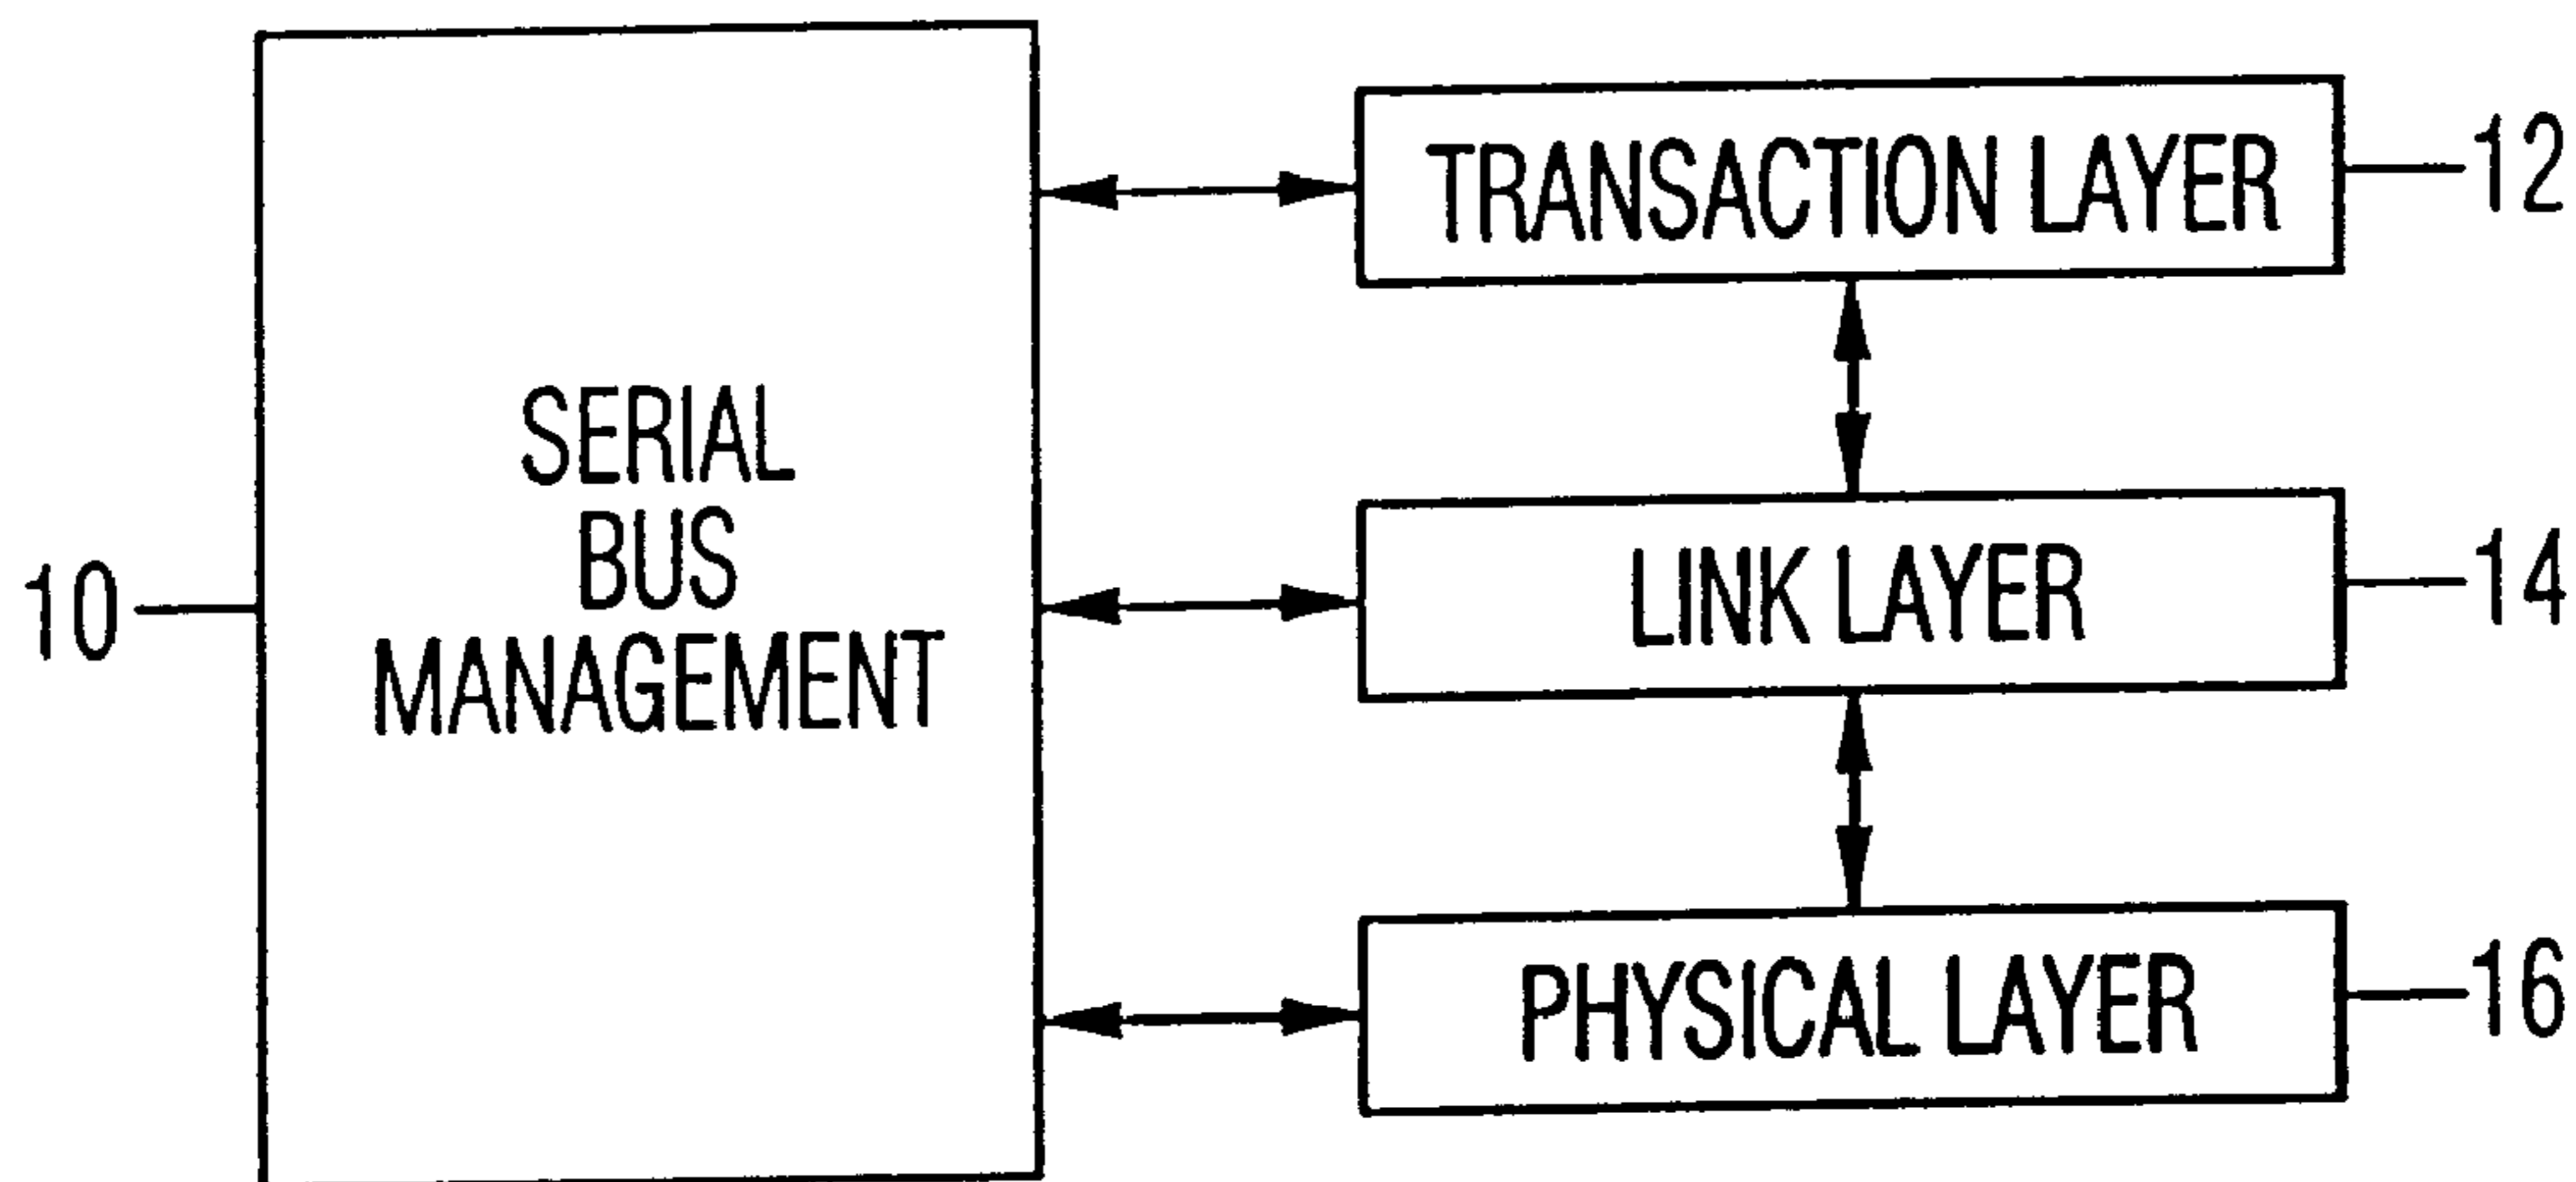 10
SERIAL
BUS
MANAGEMENT
TRANSACTION LAYER
12
LINK LAYER
14
PHYSICAL LAYER
16